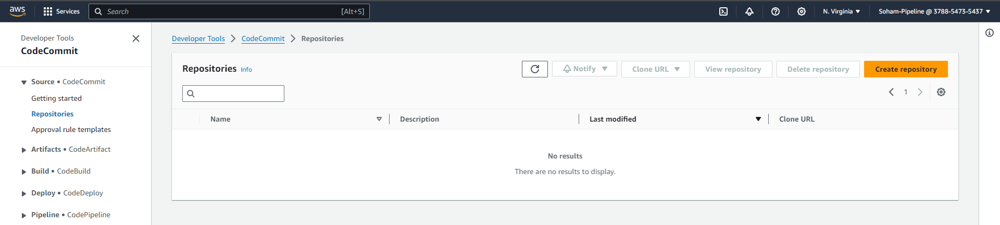 aws Services Search [Alt+S] N. Virginia Soham-Pipeline @ 3788-5473-5437
Developer Tools
CodeCommit
Source • CodeCommit
Getting started
Repositories
Approval rule templates
Artifacts • CodeArtifact
Build • CodeBuild
Deploy • CodeDeploy
Pipeline • CodePipeline
Developer Tools CodeCommit Repositories
Repositories Info Notify Clone URL View repository Delete repository Create repository
1
Name Description Last modified Clone URL
No results
There are no results to display.